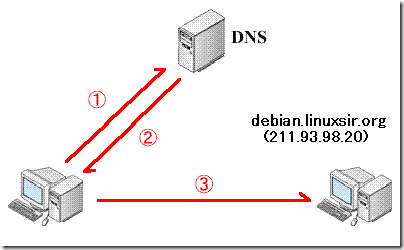 DNS
①
②
debian.linuxsir.org
(211.93.98.20)
③